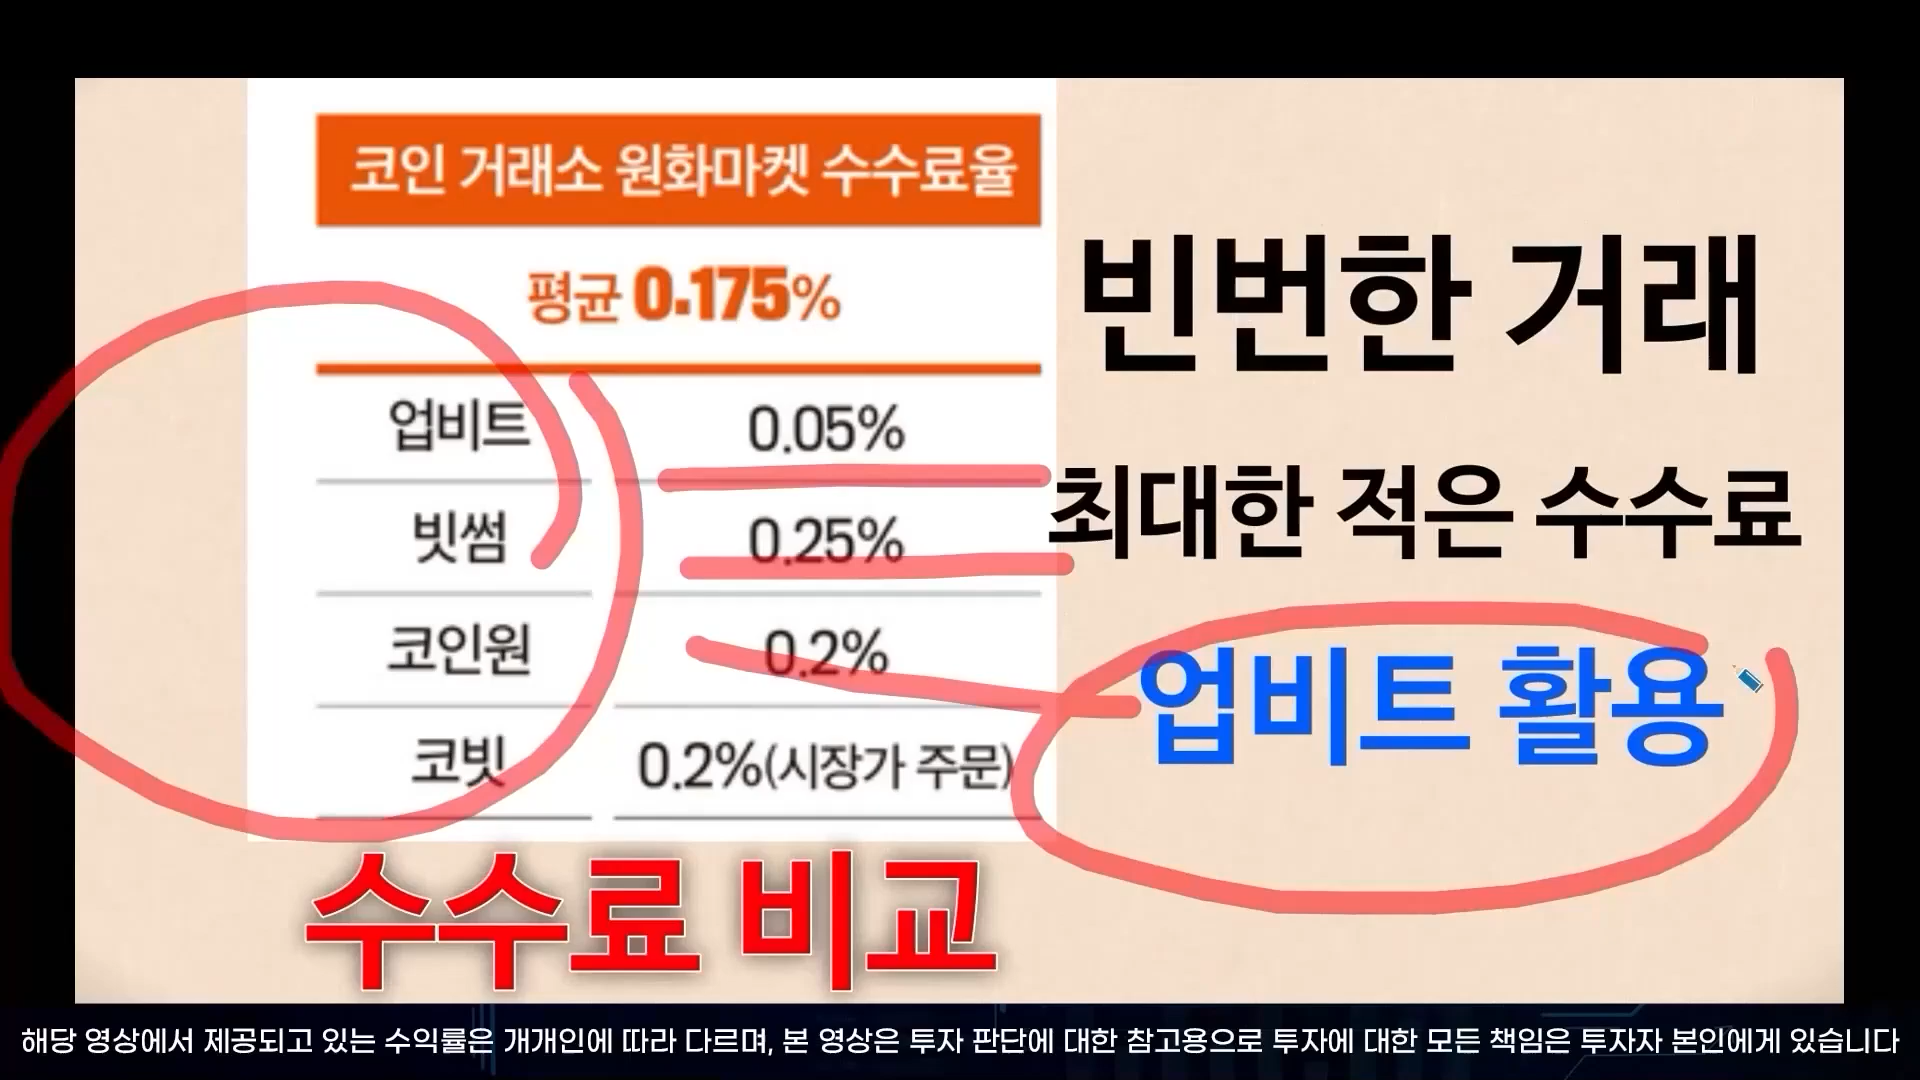 코인 거래소 원화마켓 수수료율
평균 0.175%
업비트 0.05%
빗썸 0.25%
코인원 0.2%
코빗 0.2%(시장가 주문)
수수료 비교
빈번한 거래
최대한 적은 수수료
업비트 활용
해당 영상에서 제공되고 있는 수익률은 개개인에 따라 다르며, 본 영상은 투자 판단에 대한 참고용으로 투자에 대한 모든 책임은 투자자 본인에게 있습니다